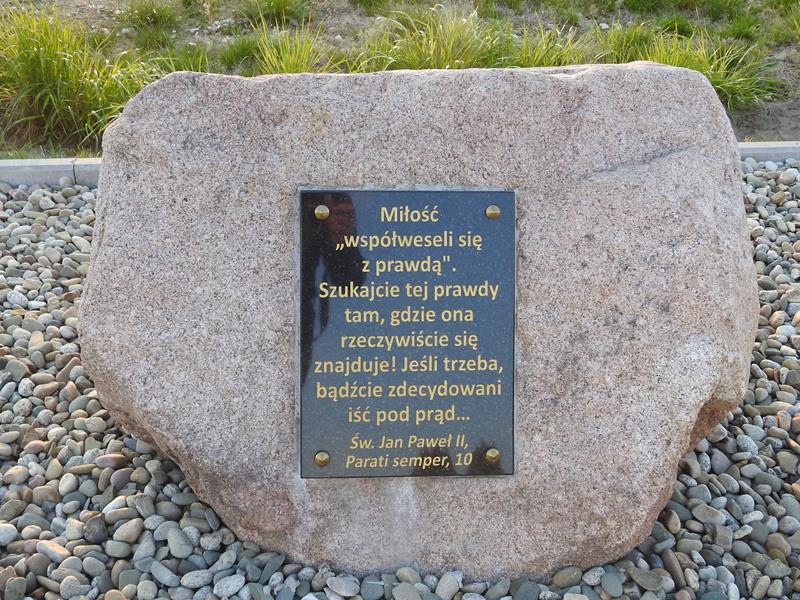 Miłość
„współweseli się
z prawdą".
Szukajcie tej prawdy
tam, gdzie ona
rzeczywiście się
znajduje! Jeśli trzeba,
bądźcie zdecydowani
iść pod prąd...
Św. Jan Paweł II,
Parati semper, 10